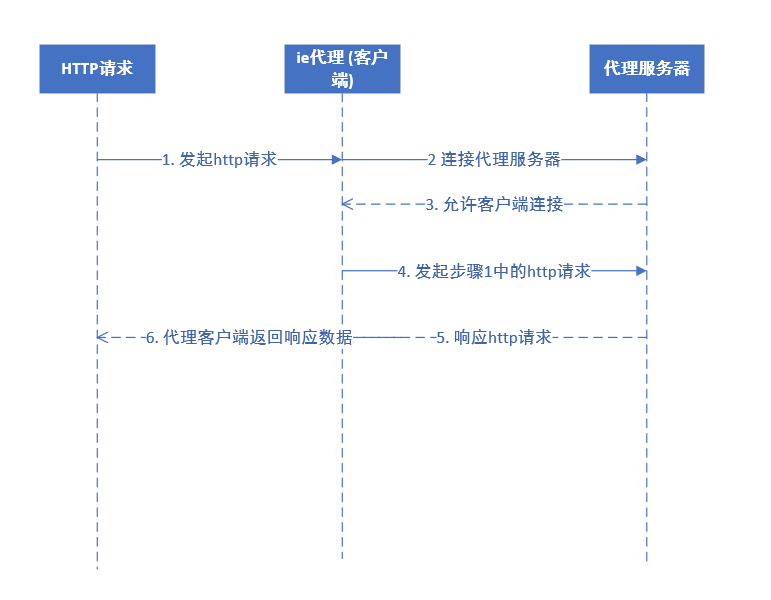 HTTP请求
ie代理 (客户
端)
代理服务器
1. 发起http请求
2 连接代理服务器
3. 允许客户端连接
4. 发起步骤1中的http请求
6. 代理客户端返回响应数据
5. 响应http请求